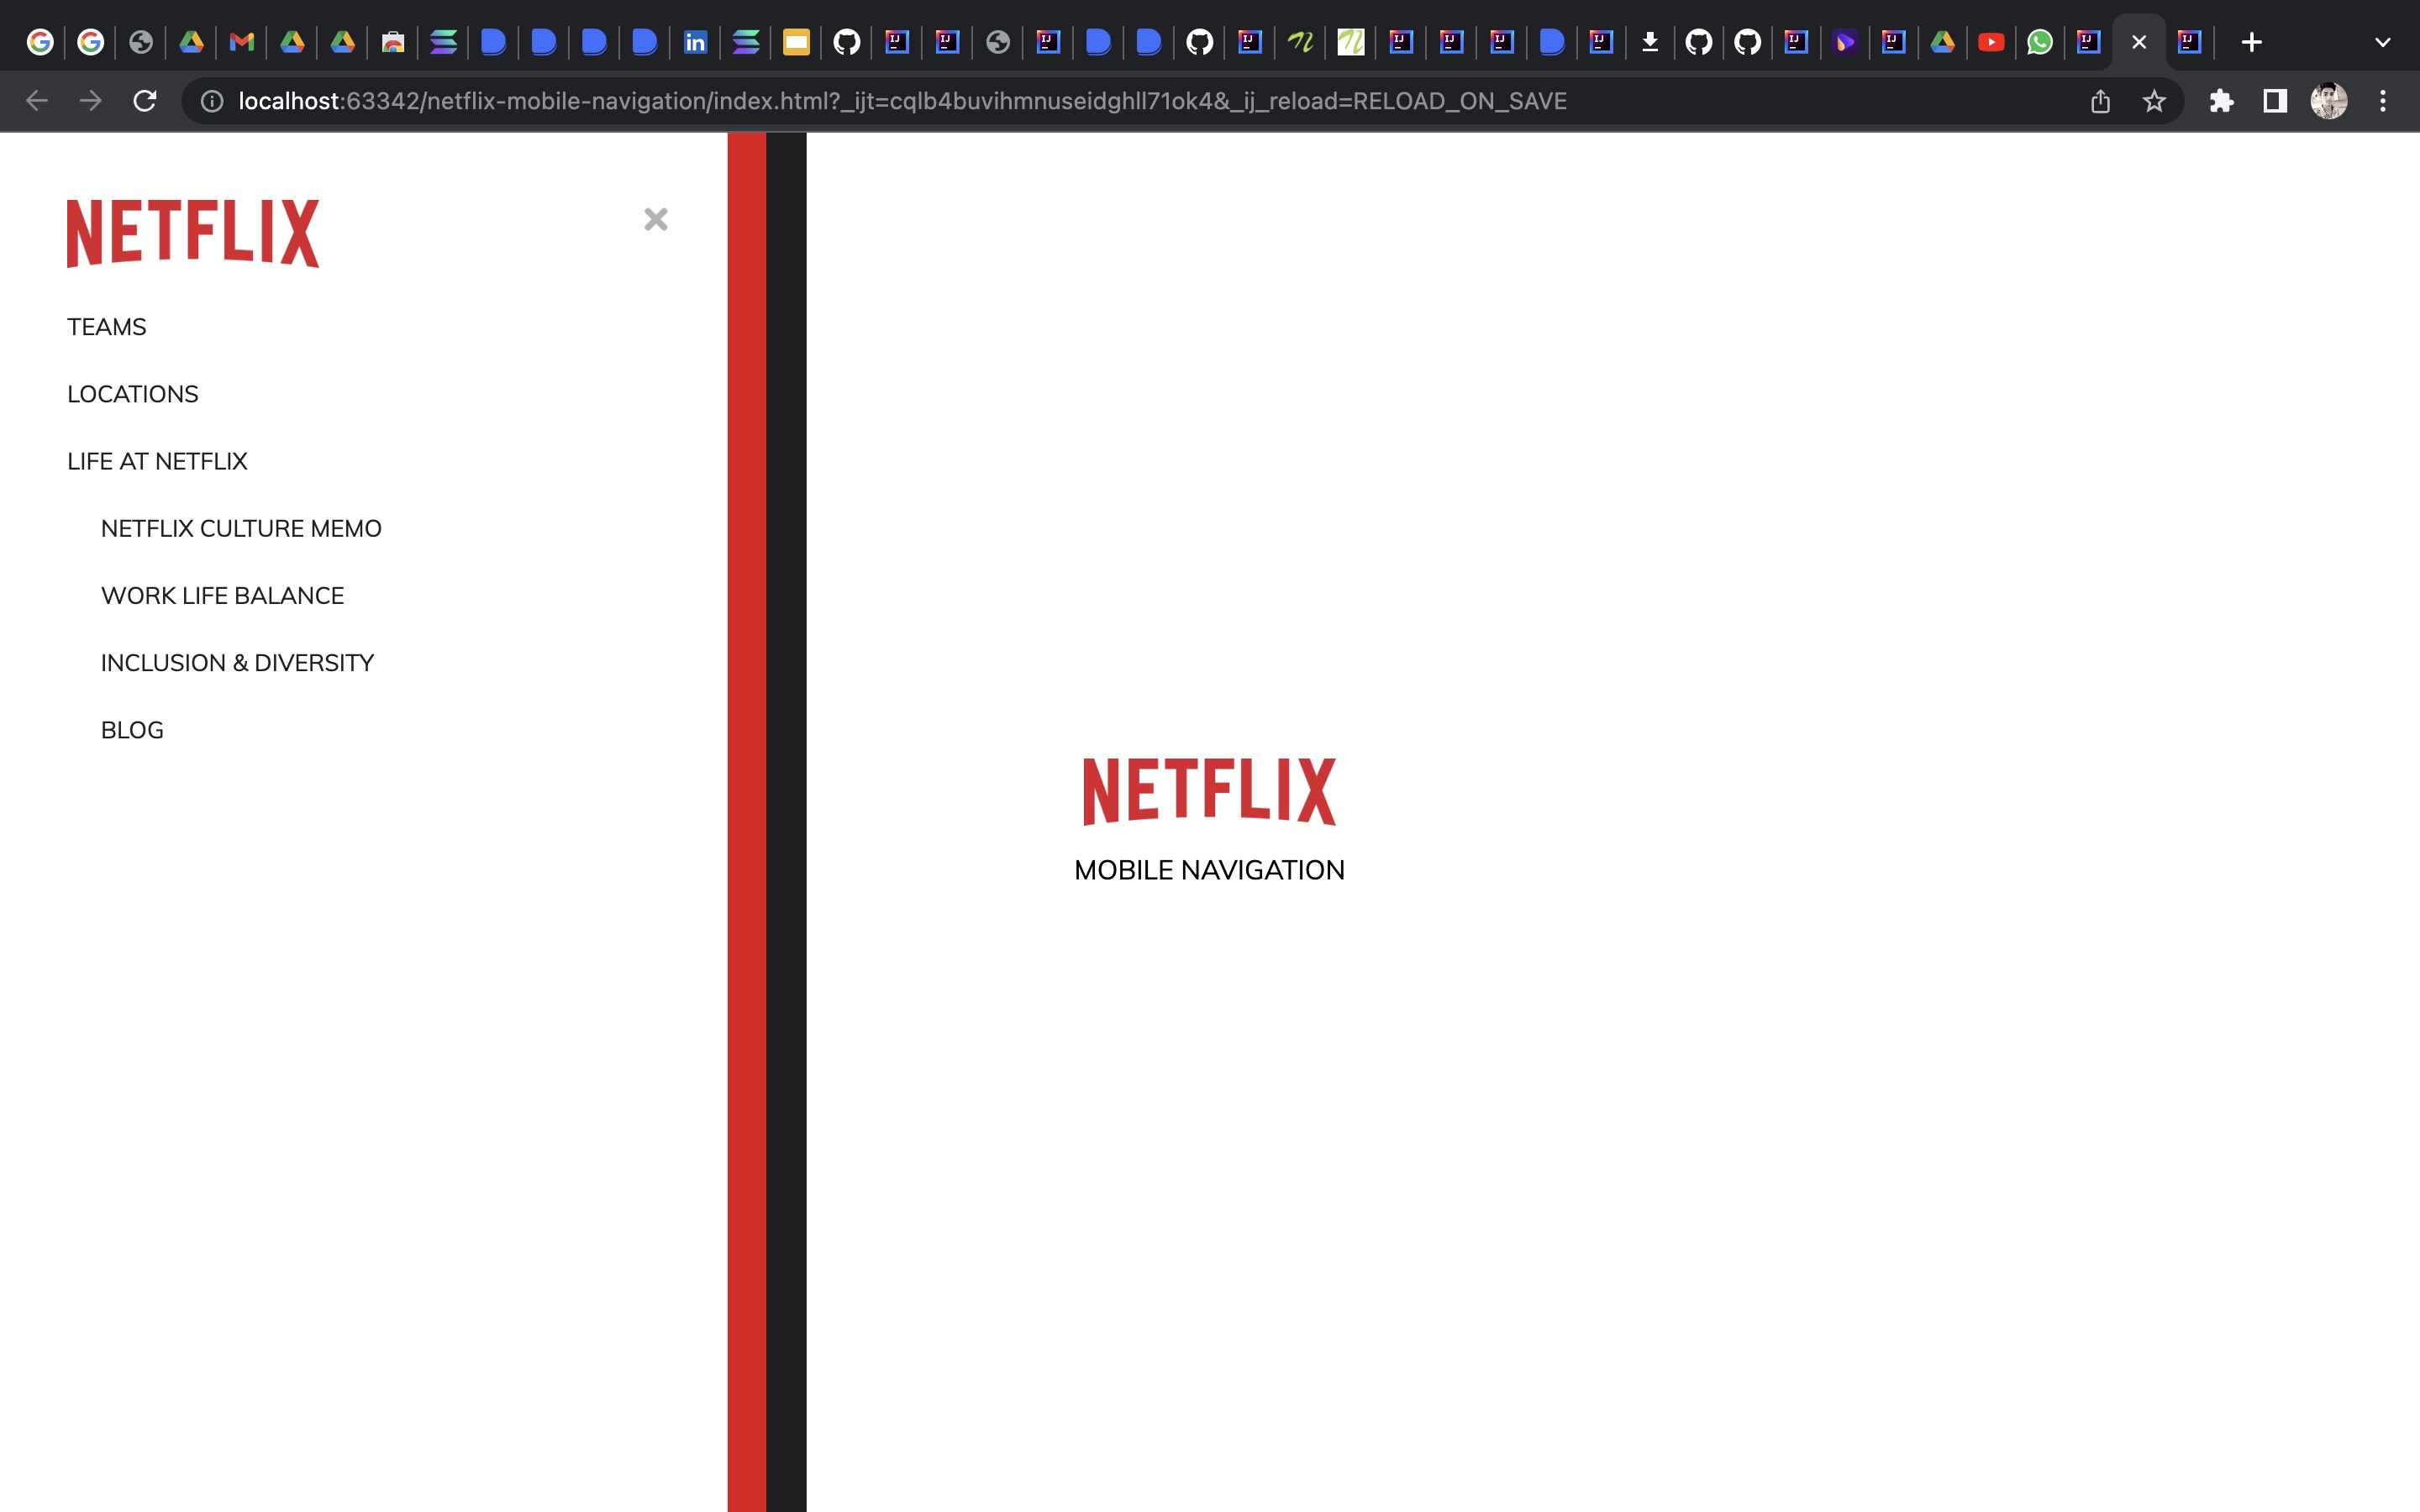 localhost:63342/netflix-mobile-navigation/index.html?_ijt=cqlb4buvihmnuseidghll71ok4&_ij_reload=RELOAD_ON_SAVE
NETFLIX
TEAMS
LOCATIONS
LIFE AT NETFLIX
NETFLIX CULTURE MEMO
WORK LIFE BALANCE
INCLUSION & DIVERSITY
BLOG
NETFLIX
MOBILE NAVIGATION